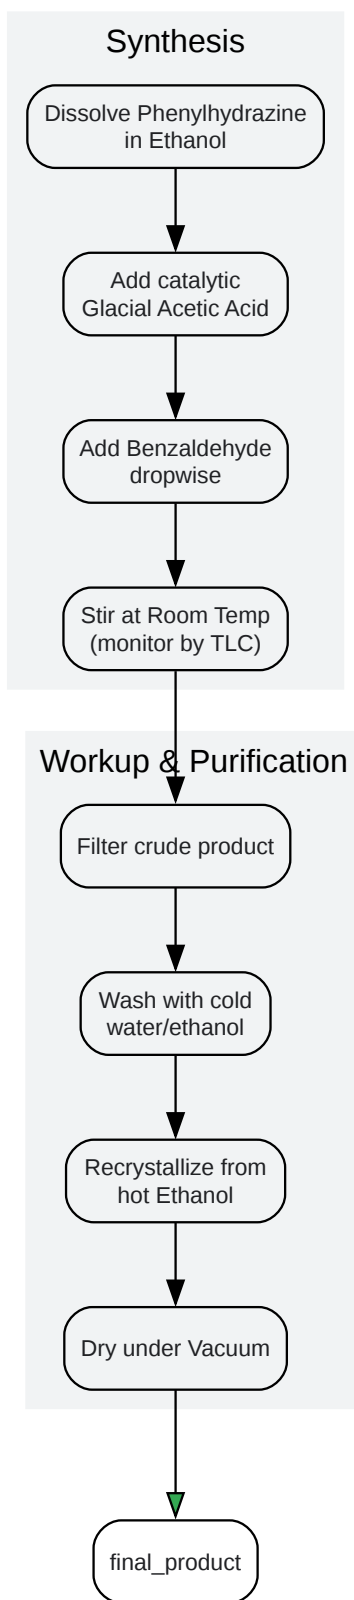 Synthesis
Dissolve Phenylhydrazine
in Ethanol
Add catalytic
Glacial Acetic Acid
Add Benzaldehyde
dropwise
Stir at Room Temp
(monitor by TLC)
Workup & Purification
Filter crude product
Wash with cold
water/ethanol
Recrystallize from
hot Ethanol
Dry under Vacuum
final_product